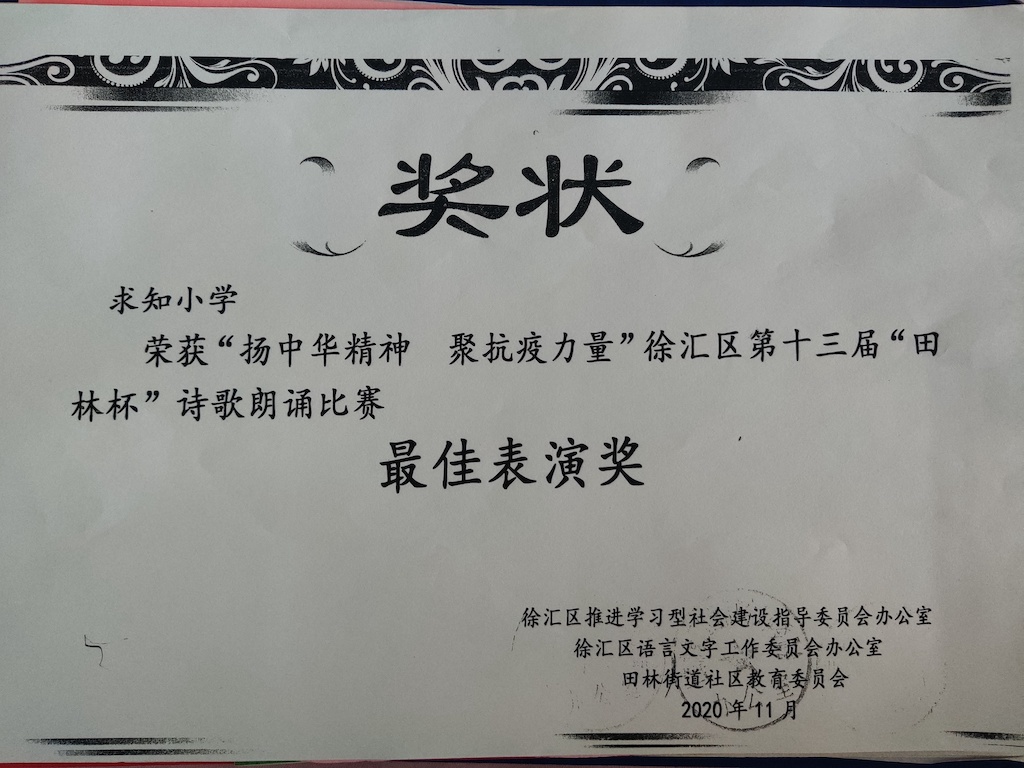 奖状
求知小学
荣获“扬中华精神 聚抗疫力量”徐汇区第十三届“田
林杯”诗歌朗诵比赛
最佳表演奖
徐汇区推进学习型社会建设指导委员会办公室
徐汇区语言文字工作委员会办公室
田林街道社区教育委员会
2020年11月